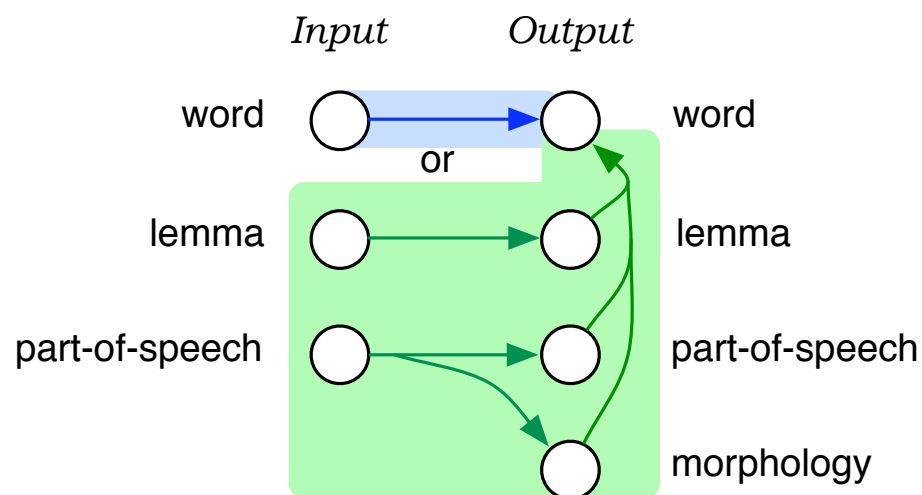 Input Output
word word
or
lemma lemma
part-of-speech part-of-speech
morphology